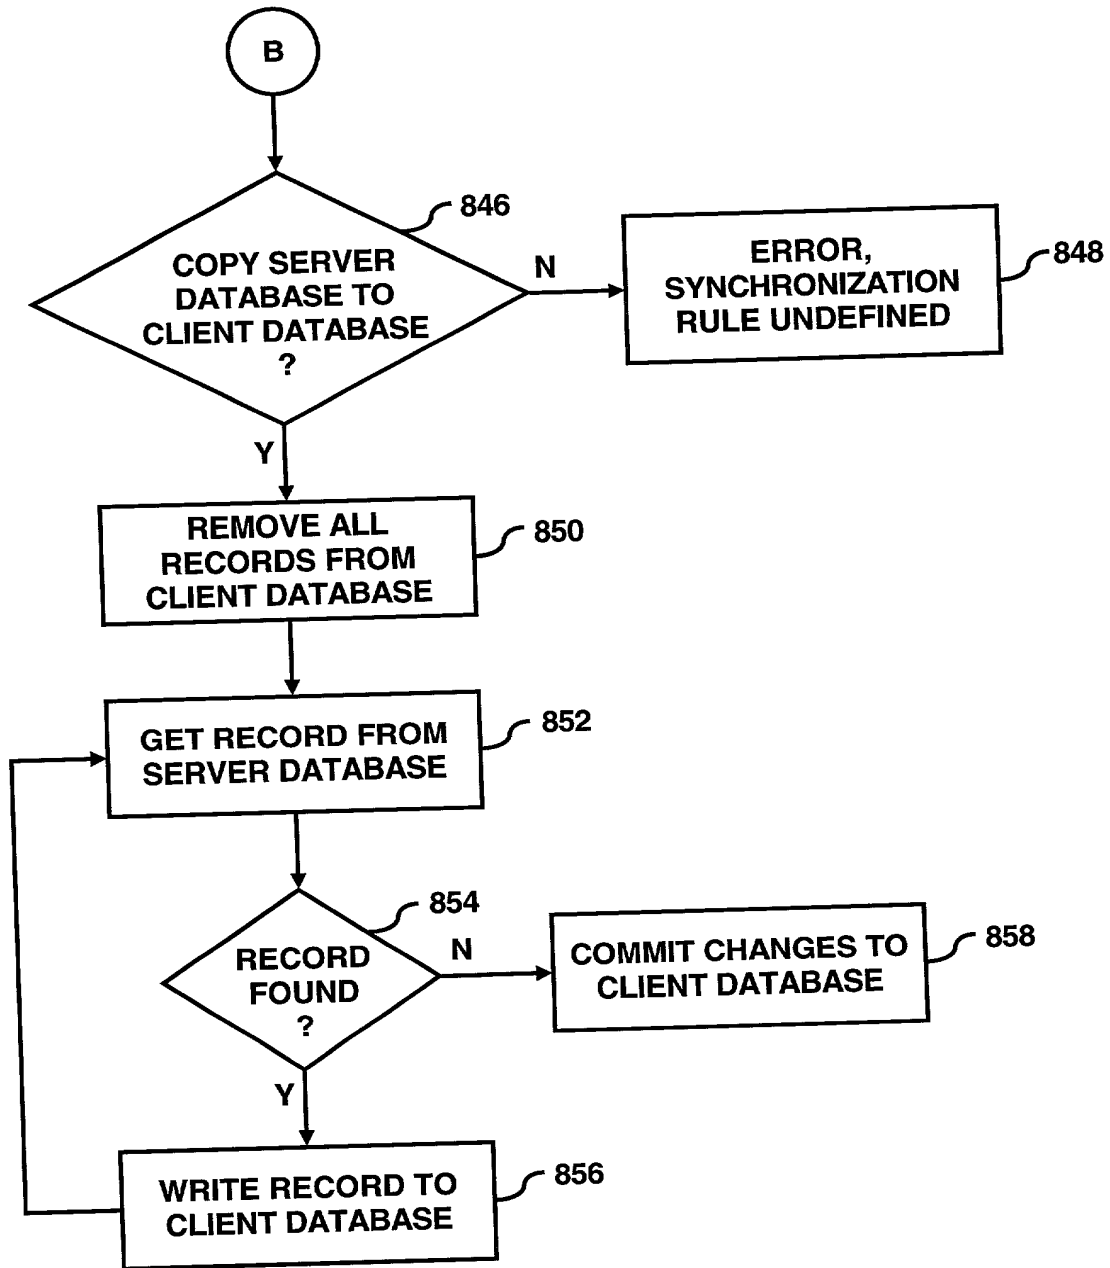 B
846
COPY SERVER
DATABASE TO
CLIENT DATABASE
?
N
ERROR,
SYNCHRONIZATION
RULE UNDEFINED
848
Y
REMOVE ALL
RECORDS FROM
CLIENT DATABASE
850
GET RECORD FROM
SERVER DATABASE
852
854
RECORD
FOUND
?
N
COMMIT CHANGES TO
CLIENT DATABASE
858
Y
WRITE RECORD TO
CLIENT DATABASE
856